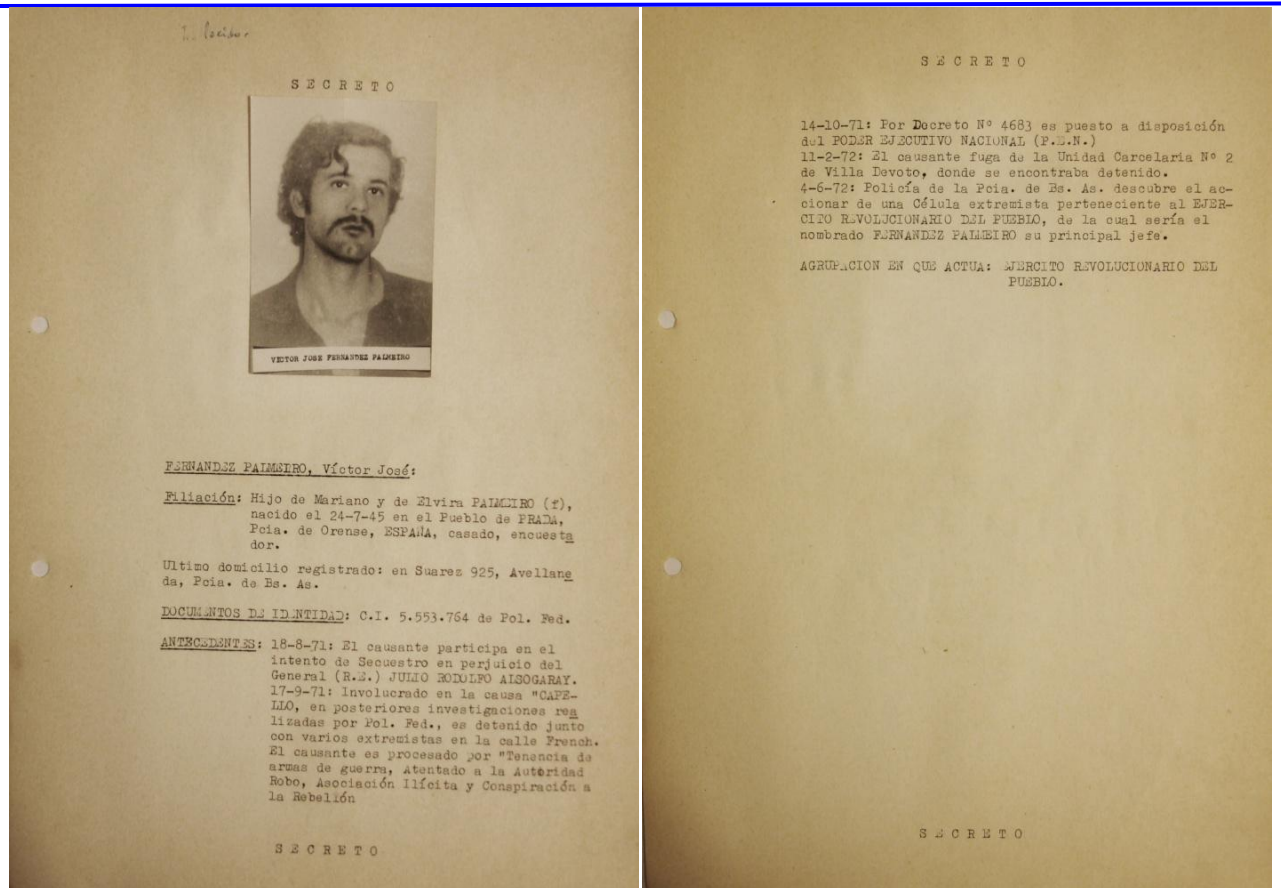 S E C R E T O
VICTOR JOSE FERNANDEZ PALMEIRO
FERNANDEZ PALMEIRO, Víctor José:
Filiación: Hijo de Mariano y de Elvira PALMEIRO (f),
nacido el 24-7-45 en el Pueblo de PRADA,
Pcia. de Orense, ESPAÑA, casado, encuesta
dor.
Ultimo domicilio registrado: en Suarez 925, Avellane
da, Pcia. de Bs. As.
DOCUMENTOS DE IDENTIDAD: C.I. 5.553.764 de Pol. Fed.
ANTECEDENTES: 18-8-71: El causante participa en el
intento de Secuestro en perjuicio del
General (R.E.) JULIO RODOLFO ALSOGARAY.
17-9-71: Involucrado en la causa "CAPE-
LLO, en posteriores investigaciones rea
lizadas por Pol. Fed., es detenido junto
con varios extremistas en la calle French.
El causante es procesado por "Tenencia de
armas de guerra, Atentado a la Autoridad
Robo, Asociación Ilícita y Conspiración a
la Rebelión
S E C R E T O
S E C R E T O
14-10-71: Por Decreto Nº 4683 es puesto a disposición
del PODER EJECUTIVO NACIONAL (P.E.N.)
11-2-72: El causante fuga de la Unidad Carcelaria Nº 2
de Villa Devoto, donde se encontraba detenido.
4-6-72: Policía de la Pcia. de Bs. As. descubre el ac-
cionar de una Célula extremista perteneciente al EJER-
CITO REVOLUCIONARIO DEL PUEBLO, de la cual sería el
nombrado FERNANDEZ PALMEIRO su principal jefe.
AGRUPACION EN QUE ACTUA: EJERCITO REVOLUCIONARIO DEL
PUEBLO.
S E C R E T O